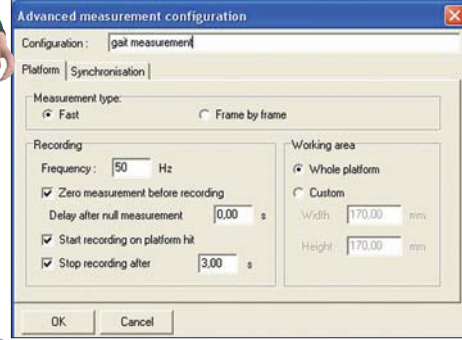 Advanced measurement configuration
Configuration : gait measurement
Platform Synchronisation
Measurement type:
Fast Frame by frame
Recording
Frequency : 50 Hz
Zero measurement before recording
Delay after null measurement 0,00 s
Start recording on platform hit
Stop recording after 3,00 s
Working area
Whole platform
Custom
Width 170,00 mm
Height 170,00 mm
OK Cancel